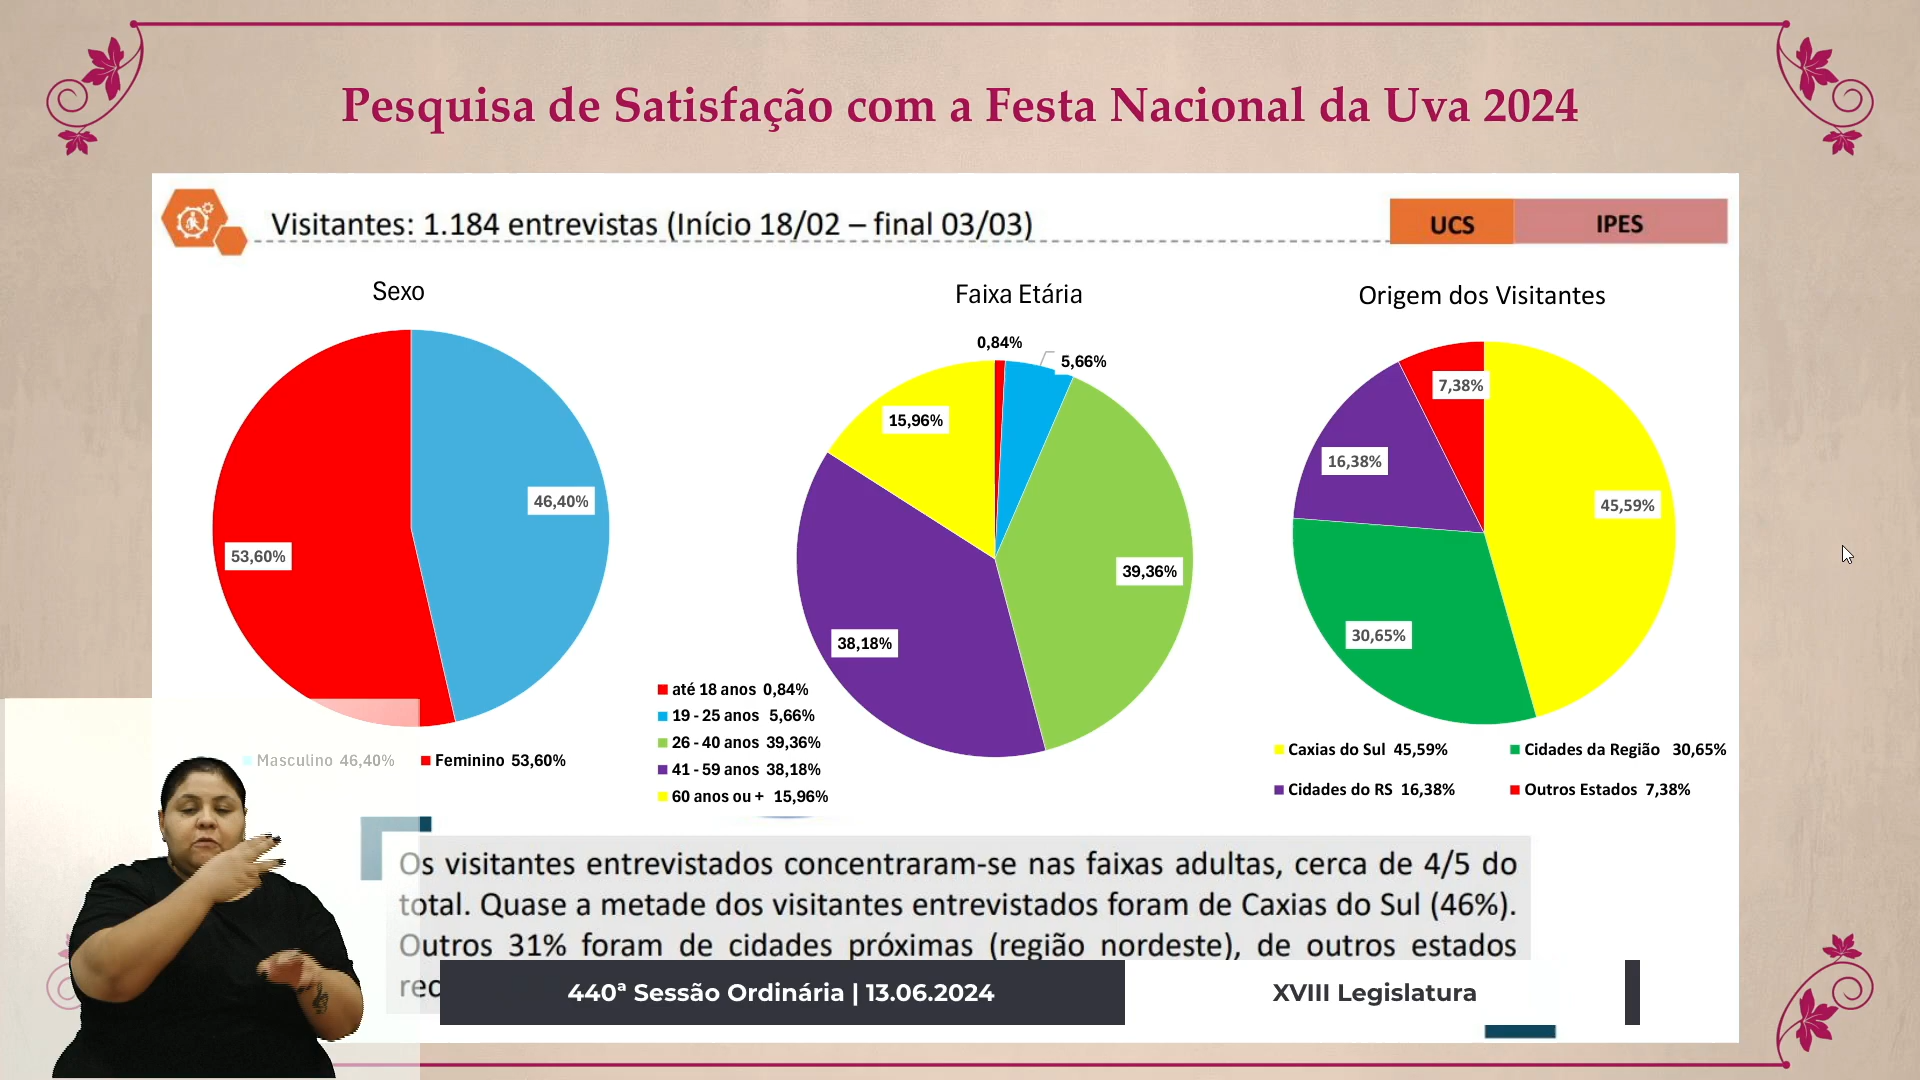 Pesquisa de Satisfação com a Festa Nacional da Uva 2024
Visitantes: 1.184 entrevistas (Início 18/02 – final 03/03)
UCS
IPES
Sexo
46,40%
53,60%
Masculino 46,40%
Feminino 53,60%
Faixa Etária
0,84%
5,66%
15,96%
39,36%
38,18%
até 18 anos 0,84%
19 - 25 anos 5,66%
26 - 40 anos 39,36%
41 - 59 anos 38,18%
60 anos ou + 15,96%
Origem dos Visitantes
7,38%
16,38%
45,59%
30,65%
Caxias do Sul 45,59%
Cidades da Região 30,65%
Cidades do RS 16,38%
Outros Estados 7,38%
Os visitantes entrevistados concentraram-se nas faixas adultas, cerca de 4/5 do
total. Quase a metade dos visitantes entrevistados foram de Caxias do Sul (46%).
Outros 31% foram de cidades próximas (região nordeste), de outros estados
440ª Sessão Ordinária | 13.06.2024
XVIII Legislatura